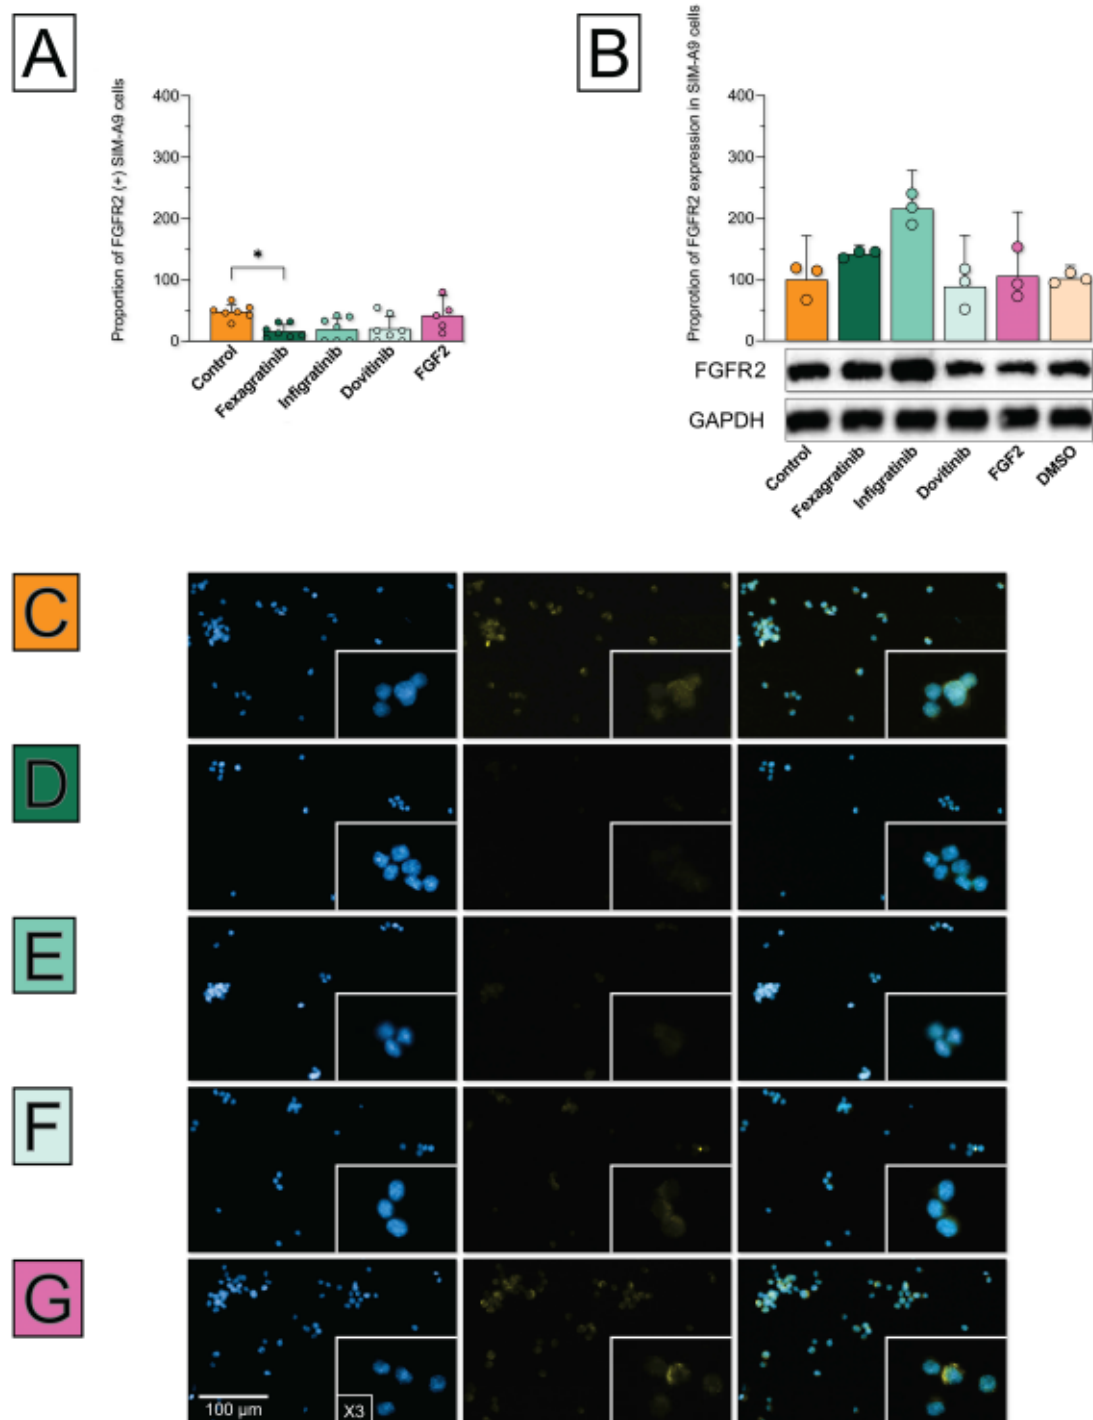 A
B
Proportion of FGFR2 (+) SIM-A9 cells
400
300
200
100
0
*
Control
Fexagratinib
Infigratinib
Dovitinib
FGF2
Proprotion of FGFR2 expression in SIM-A9 cells
400
300
200
100
0
FGFR2
GAPDH
Control
Fexagratinib
Infigratinib
Dovitinib
FGF2
DMSO
C
D
E
F
G
100 µm
X3